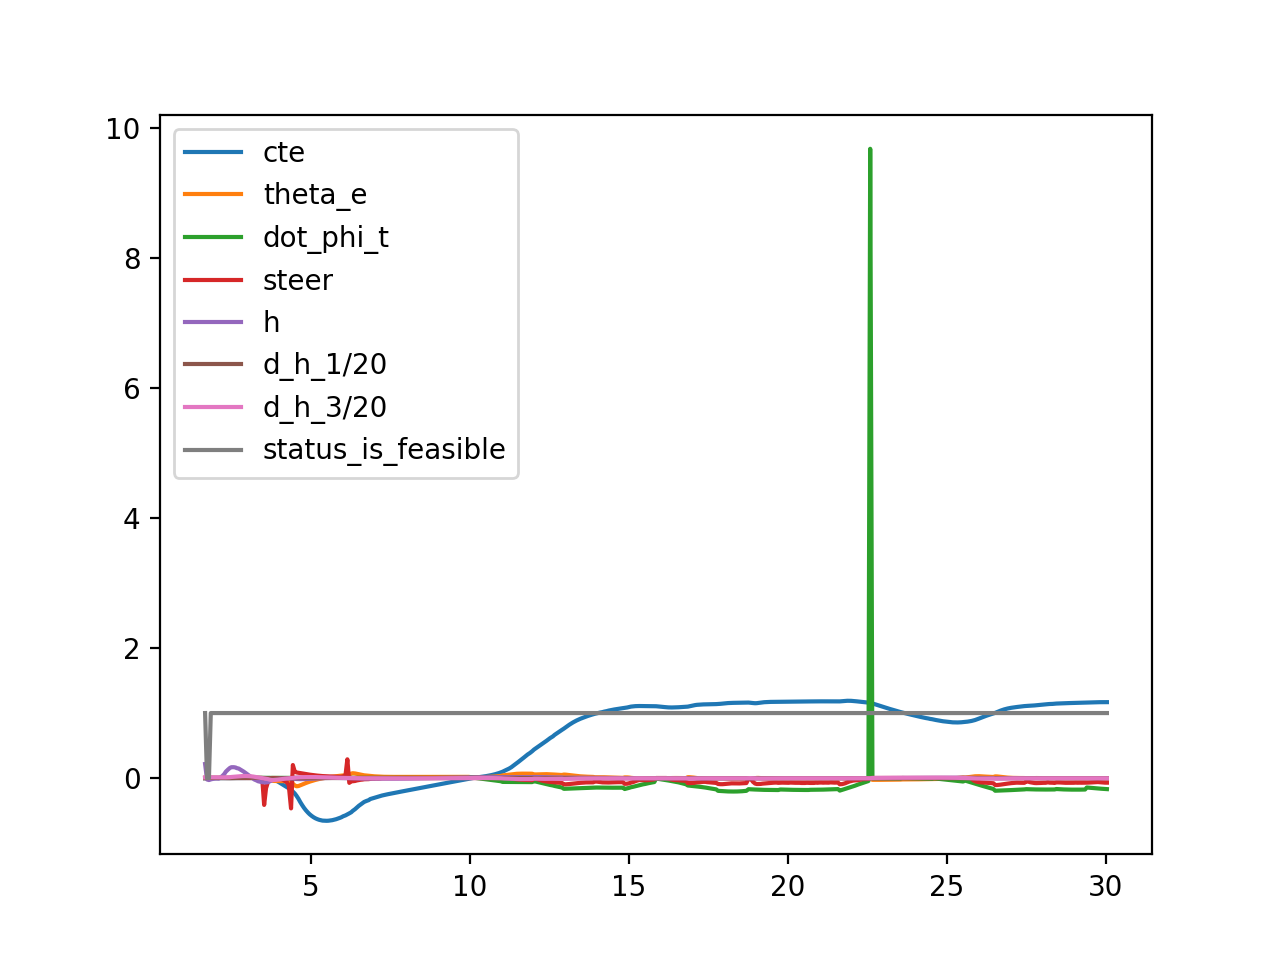 10
8
6
4
2
0
cte
theta_e
dot_phi_t
steer
h
d_h_1/20
d_h_3/20
status_is_feasible
5 10 15 20 25 30